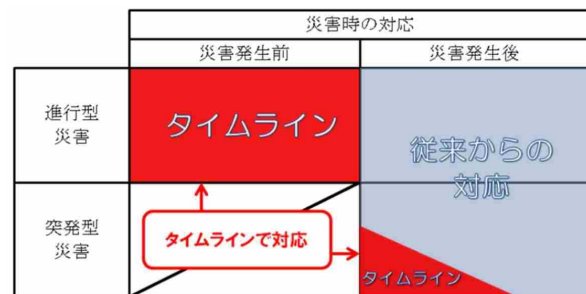 災害時の対応
災害発生前
災害発生後
進行型
災害
タイムライン
従来からの
対応
突発型
災害
タイムラインで対応
タイムライン